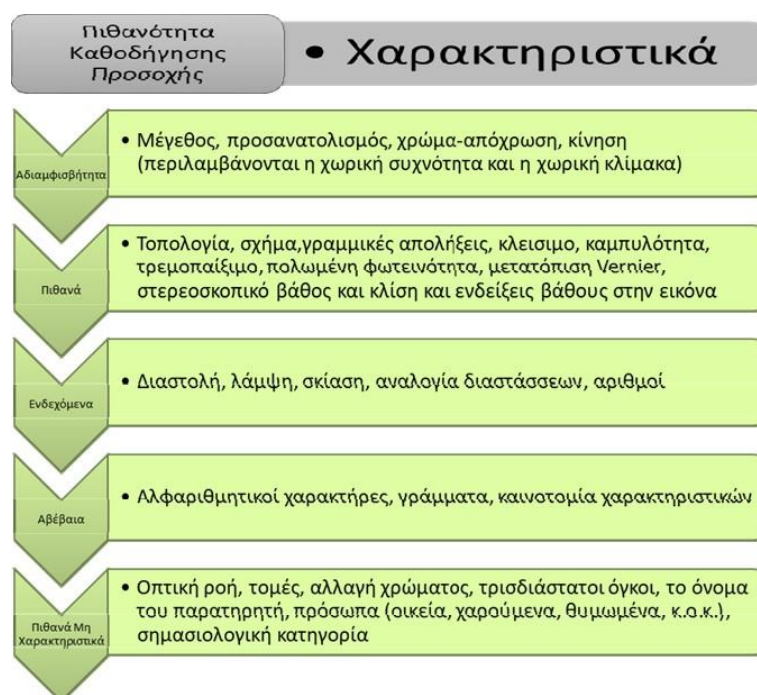 Πιθανότητα
Καθοδήγησης
Προσοχής
• Χαρακτηριστικά
Αδιαμφισβήτητα
• Μέγεθος, προσανατολισμός, χρώμα-απόχρωση, κίνηση
(περιλαμβάνονται η χωρική συχνότητα και η χωρική κλίμακα)
Πιθανά
• Τοπολογία, σχήμα,γραμμικές απολήξεις, κλεισιμο, καμπυλότητα,
τρεμοπαίξιμο, πολωμένη φωτεινότητα, μετατόπιση Vernier,
στερεοσκοπικό βάθος και κλίση και ενδείξεις βάθους στην εικόνα
Ενδεχόμενα
• Διαστολή, λάμψη, σκίαση, αναλογία διαστάσσεων, αριθμοί
Αβέβαια
• Αλφαριθμητικοί χαρακτήρες, γράμματα, καινοτομία χαρακτηριστικών
Πιθανά Μη
Χαρακτηριστικά
• Οπτική ροή, τομές, αλλαγή χρώματος, τρισδιάστατοι όγκοι, το όνομα
του παρατηρητή, πρόσωπα (οικεία, χαρούμενα, θυμωμένα, κ.ο.κ.),
σημασιολογική κατηγορία